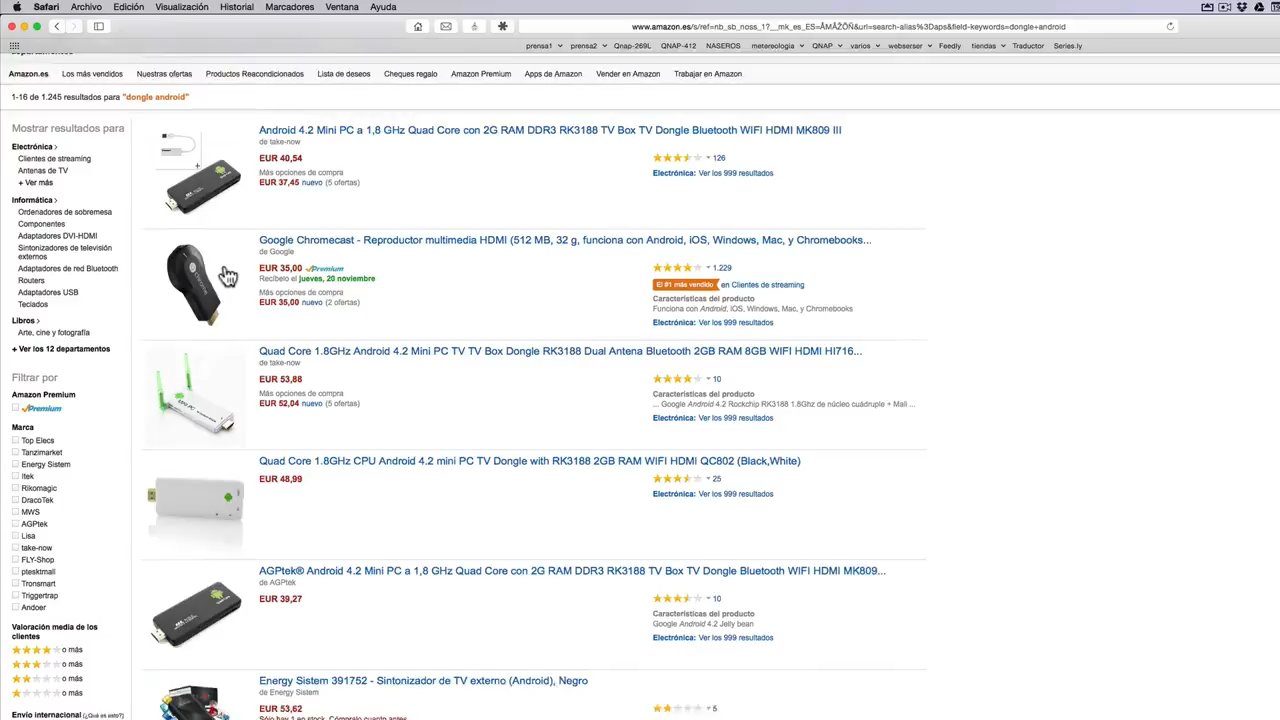 Safari Archivo Edición Visualización Historial Marcadores Ventana Ayuda
www.amazon.es/s/ref=nb_sb_noss_1?__mk_es_ES=ÅMÅŽÕÑ&url=search-alias%3Daps&field-keywords=dongle+android
prensa1 prensa2 Qnap-269L QNAP-412 NASEROS metereologia QNAP varios webserser Feedly tiendas Traductor Series.ly
Amazon.es Los más vendidos Nuestras ofertas Productos Reacondicionados Lista de deseos Cheques regalo Amazon Premium Apps de Amazon Vender en Amazon Trabajar en Amazon
1-16 de 1.245 resultados para "dongle android"
Mostrar resultados para
Electrónica
Clientes de streaming
Antenas de TV
+ Ver más
Informática
Ordenadores de sobremesa
Componentes
Adaptadores DVI-HDMI
Sintonizadores de televisión
externos
Adaptadores de red Bluetooth
Routers
Adaptadores USB
Teclados
Libros
Arte, cine y fotografía
+ Ver los 12 departamentos
Filtrar por
Amazon Premium
Premium
Marca
Top Elecs
Tanzimarket
Energy Sistem
Itek
Rikomagic
DracoTek
MWS
AGPtek
Lisa
take-now
FLY-Shop
ptesktmall
Tronsmart
Triggertrap
Andoer
Valoración media de los
clientes
o más
o más
o más
o más
Envío internacional (¿Qué es esto?)
Android 4.2 Mini PC a 1,8 GHz Quad Core con 2G RAM DDR3 RK3188 TV Box TV Dongle Bluetooth WIFI HDMI MK809 III
de take-now
EUR 40,54
Más opciones de compra
EUR 37,45 nuevo (5 ofertas)
126
Electrónica: Ver los 999 resultados
Google Chromecast - Reproductor multimedia HDMI (512 MB, 32 g, funciona con Android, iOS, Windows, Mac, y Chromebooks...
de Google
EUR 35,00 Premium
Recíbelo el jueves, 20 noviembre
Más opciones de compra
EUR 35,00 nuevo (2 ofertas)
1.229
El #1 más vendido en Clientes de streaming
Características del producto
Funciona con Android, iOS, Windows, Mac, y Chromebooks
Electrónica: Ver los 999 resultados
Quad Core 1.8GHz Android 4.2 Mini PC TV TV Box Dongle RK3188 Dual Antena Bluetooth 2GB RAM 8GB WIFI HDMI HI716...
de take-now
EUR 53,88
Más opciones de compra
EUR 52,04 nuevo (5 ofertas)
10
Características del producto
... Google Android 4.2 Rockchip RK3188 1.8Ghz de núcleo cuádruple + Mali ...
Electrónica: Ver los 999 resultados
Quad Core 1.8GHz CPU Android 4.2 mini PC TV Dongle with RK3188 2GB RAM WIFI HDMI QC802 (Black,White)
EUR 48,99
25
Electrónica: Ver los 999 resultados
AGPtek® Android 4.2 Mini PC a 1,8 GHz Quad Core con 2G RAM DDR3 RK3188 TV Box TV Dongle Bluetooth WIFI HDMI MK809...
de AGPtek
EUR 39,27
10
Características del producto
Google Android 4.2 Jelly bean
Electrónica: Ver los 999 resultados
Energy Sistem 391752 - Sintonizador de TV externo (Android), Negro
de Energy Sistem
EUR 53,62
Sólo hay 1 en stock. Cómpralo cuanto antes.
5